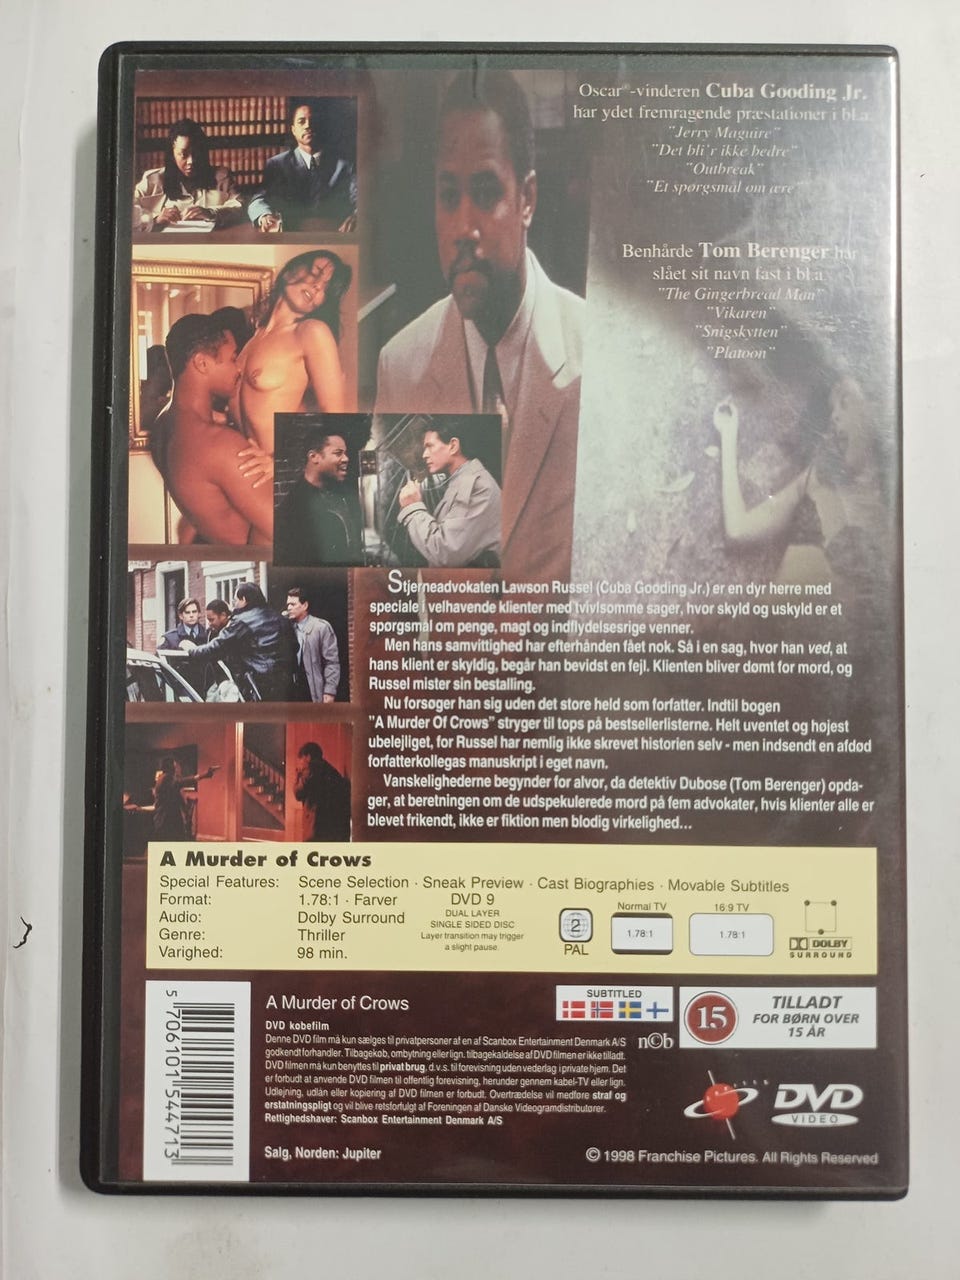 Oscar®-vinderen Cuba Gooding Jr.
har ydet fremragende præstationer i bl.a.
"Jerry Maguire"
"Det bli'r ikke bedre"
"Outbreak"
"Et spørgsmål om ære"
Benhårde Tom Berenger har
slået sit navn fast i bl.a.
"The Gingerbread Man"
"Vikaren"
"Snigskytten"
"Platoon"
Stjerneadvokaten Lawson Russel (Cuba Gooding Jr.) er en dyr herre med
speciale i velhavende klienter med tvivlsomme sager, hvor skyld og uskyld er et
spørgsmål om penge, magt og indflydelsesrige venner.
Men hans samvittighed har efterhånden fået nok. Så i en sag, hvor han ved, at
hans klient er skyldig, begår han bevidst en fejl. Klienten bliver dømt for mord, og
Russel mister sin bestalling.
Nu forsøger han sig uden det store held som forfatter. Indtil bogen
"A Murder Of Crows" stryger til tops på bestsellerlisterne. Helt uventet og højest
ubelejliget, for Russel har nemlig ikke skrevet historien selv - men indsendt en afdød
forfatterkollegas manuskript i eget navn.
Vanskelighederne begynder for alvor, da detektiv Dubose (Tom Berenger) opda-
ger, at beretningen om de udspekulerede mord på fem advokater, hvis klienter alle er
blevet frikendt, ikke er fiktion men blodig virkelighed...
A Murder of Crows
Special Features: Scene Selection · Sneak Preview · Cast Biographies · Movable Subtitles
Format: 1.78:1 · Farver
Audio: Dolby Surround
Genre: Thriller
Varighed: 98 min.
DVD 9
DUAL LAYER
SINGLE SIDED DISC
Layer transition may trigger
a slight pause.
2
PAL
Normal TV
1.78:1
16:9 TV
1.78:1
DOLBY
SURROUND
5 706101 544713
A Murder of Crows
DVD købefilm
Denne DVD film må kun sælges til privatpersoner af en af Scanbox Entertainment Danmark A/S
godkendt forhandler. Tilbagekøb, ombytning eller lign. tilbagekaldelse af DVD filmen er ikke tilladt.
DVD filmen må kun benyttes til privat brug, d.v.s. til forevisning uden vederlag i private hjem. Det
er forbudt at anvende DVD filmen til offentlig forevisning, herunder gennem kabel-TV eller lign.
Udlejning, udlån eller kopiering af DVD filmen er forbudt. Overtrædelse vil medføre straf og
erstatningspligt og vil blive retsforfulgt af Foreningen af Danske Videogramdistributører.
Rettighedshaver: Scanbox Entertainment Denmark A/S
Salg, Norden: Jupiter
SUBTITLED
n©b
15
TILLADT
FOR BØRN OVER
15 ÅR
DVD
VIDEO
© 1998 Franchise Pictures. All Rights Reserved